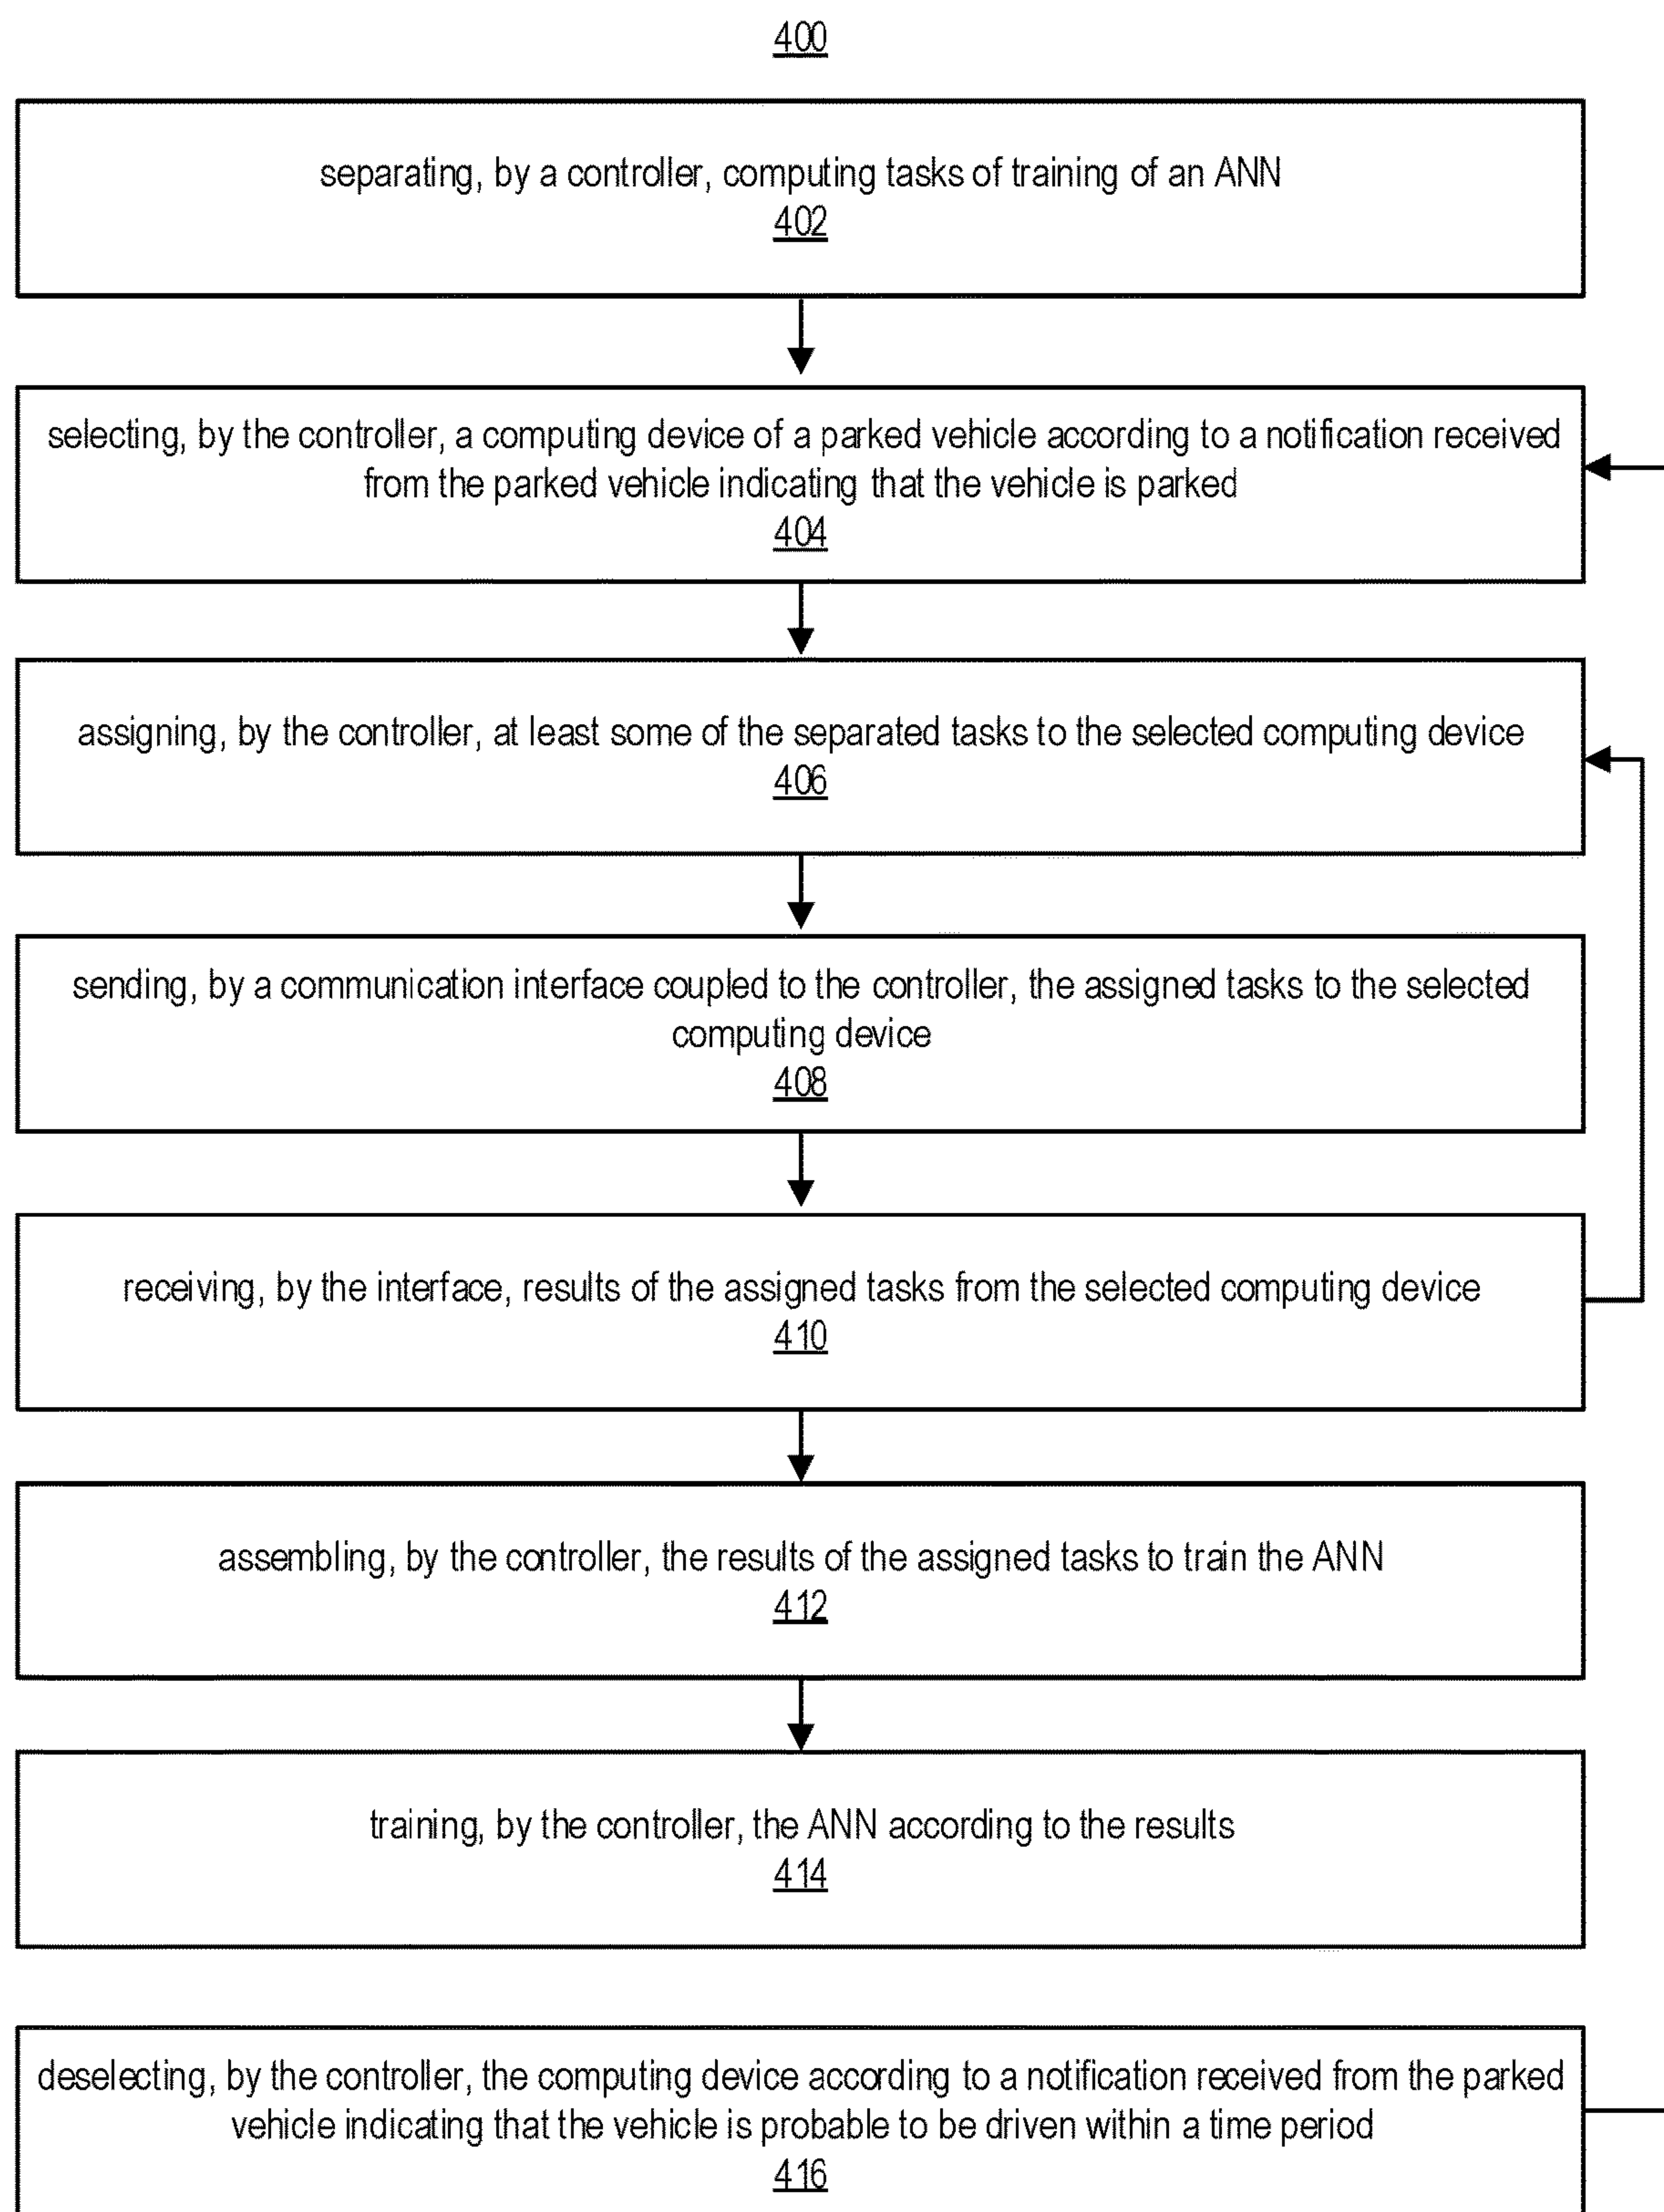 400
separating, by a controller, computing tasks of training of an ANN
402
selecting, by the controller, a computing device of a parked vehicle according to a notification received
from the parked vehicle indicating that the vehicle is parked
404
assigning, by the controller, at least some of the separated tasks to the selected computing device
406
sending, by a communication interface coupled to the controller, the assigned tasks to the selected
computing device
408
receiving, by the interface, results of the assigned tasks from the selected computing device
410
assembling, by the controller, the results of the assigned tasks to train the ANN
412
training, by the controller, the ANN according to the results
414
deselecting, by the controller, the computing device according to a notification received from the parked
vehicle indicating that the vehicle is probable to be driven within a time period
416